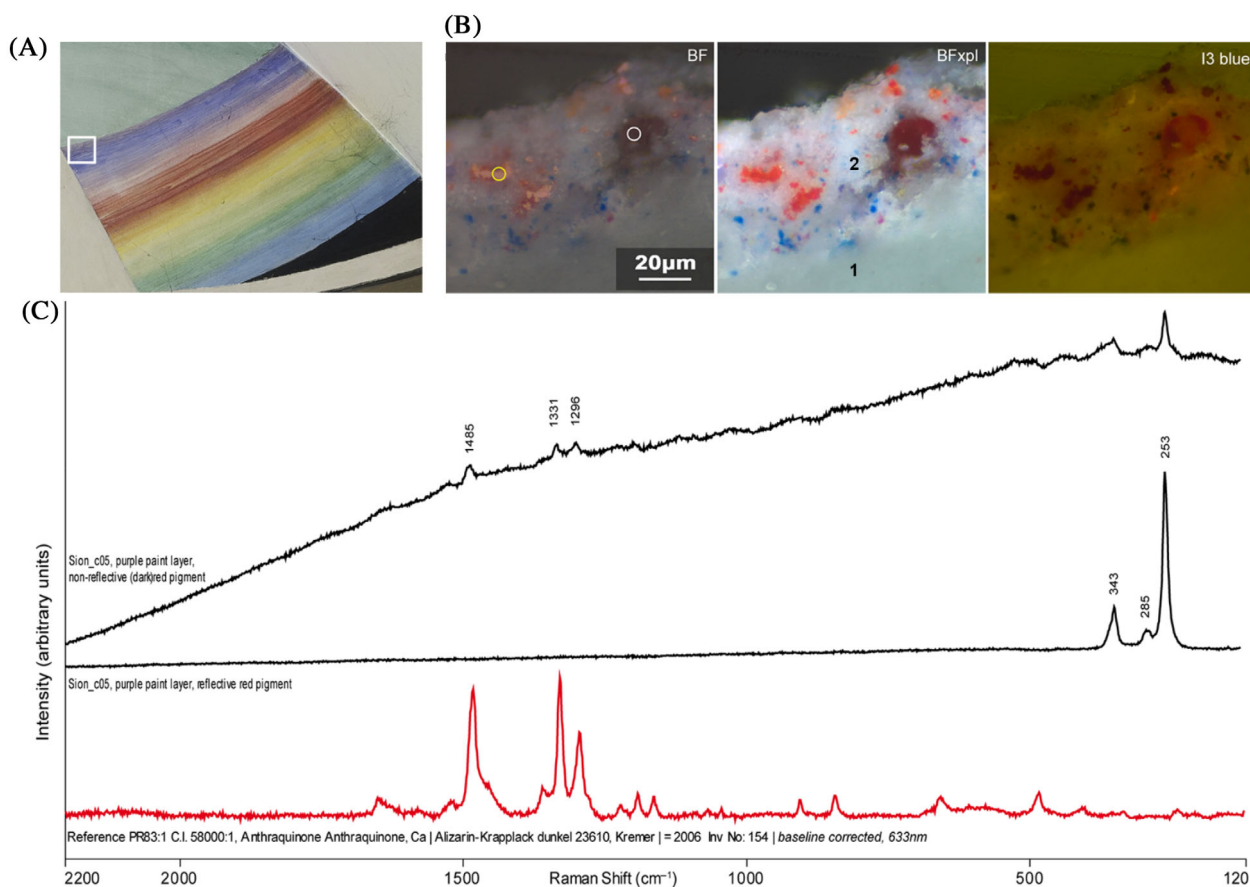 (A)
(B)
BF
BFxpl
I3 blue
2
1
20µm
(C)
1485
1331
1296
253
343
285
Sion_c05, purple paint layer,
non-reflective (dark)red pigment
Sion_c05, purple paint layer, reflective red pigment
Reference PR83:1 C.I. 58000:1, Anthraquinone Anthraquinone, Ca | Alizarin-Krapplack dunkel 23610, Kremer | = 2006 Inv No: 154 | baseline corrected, 633nm
Intensity (arbitrary units)
2200 2000 1500 1000 500 120
Raman Shift (cm⁻¹)